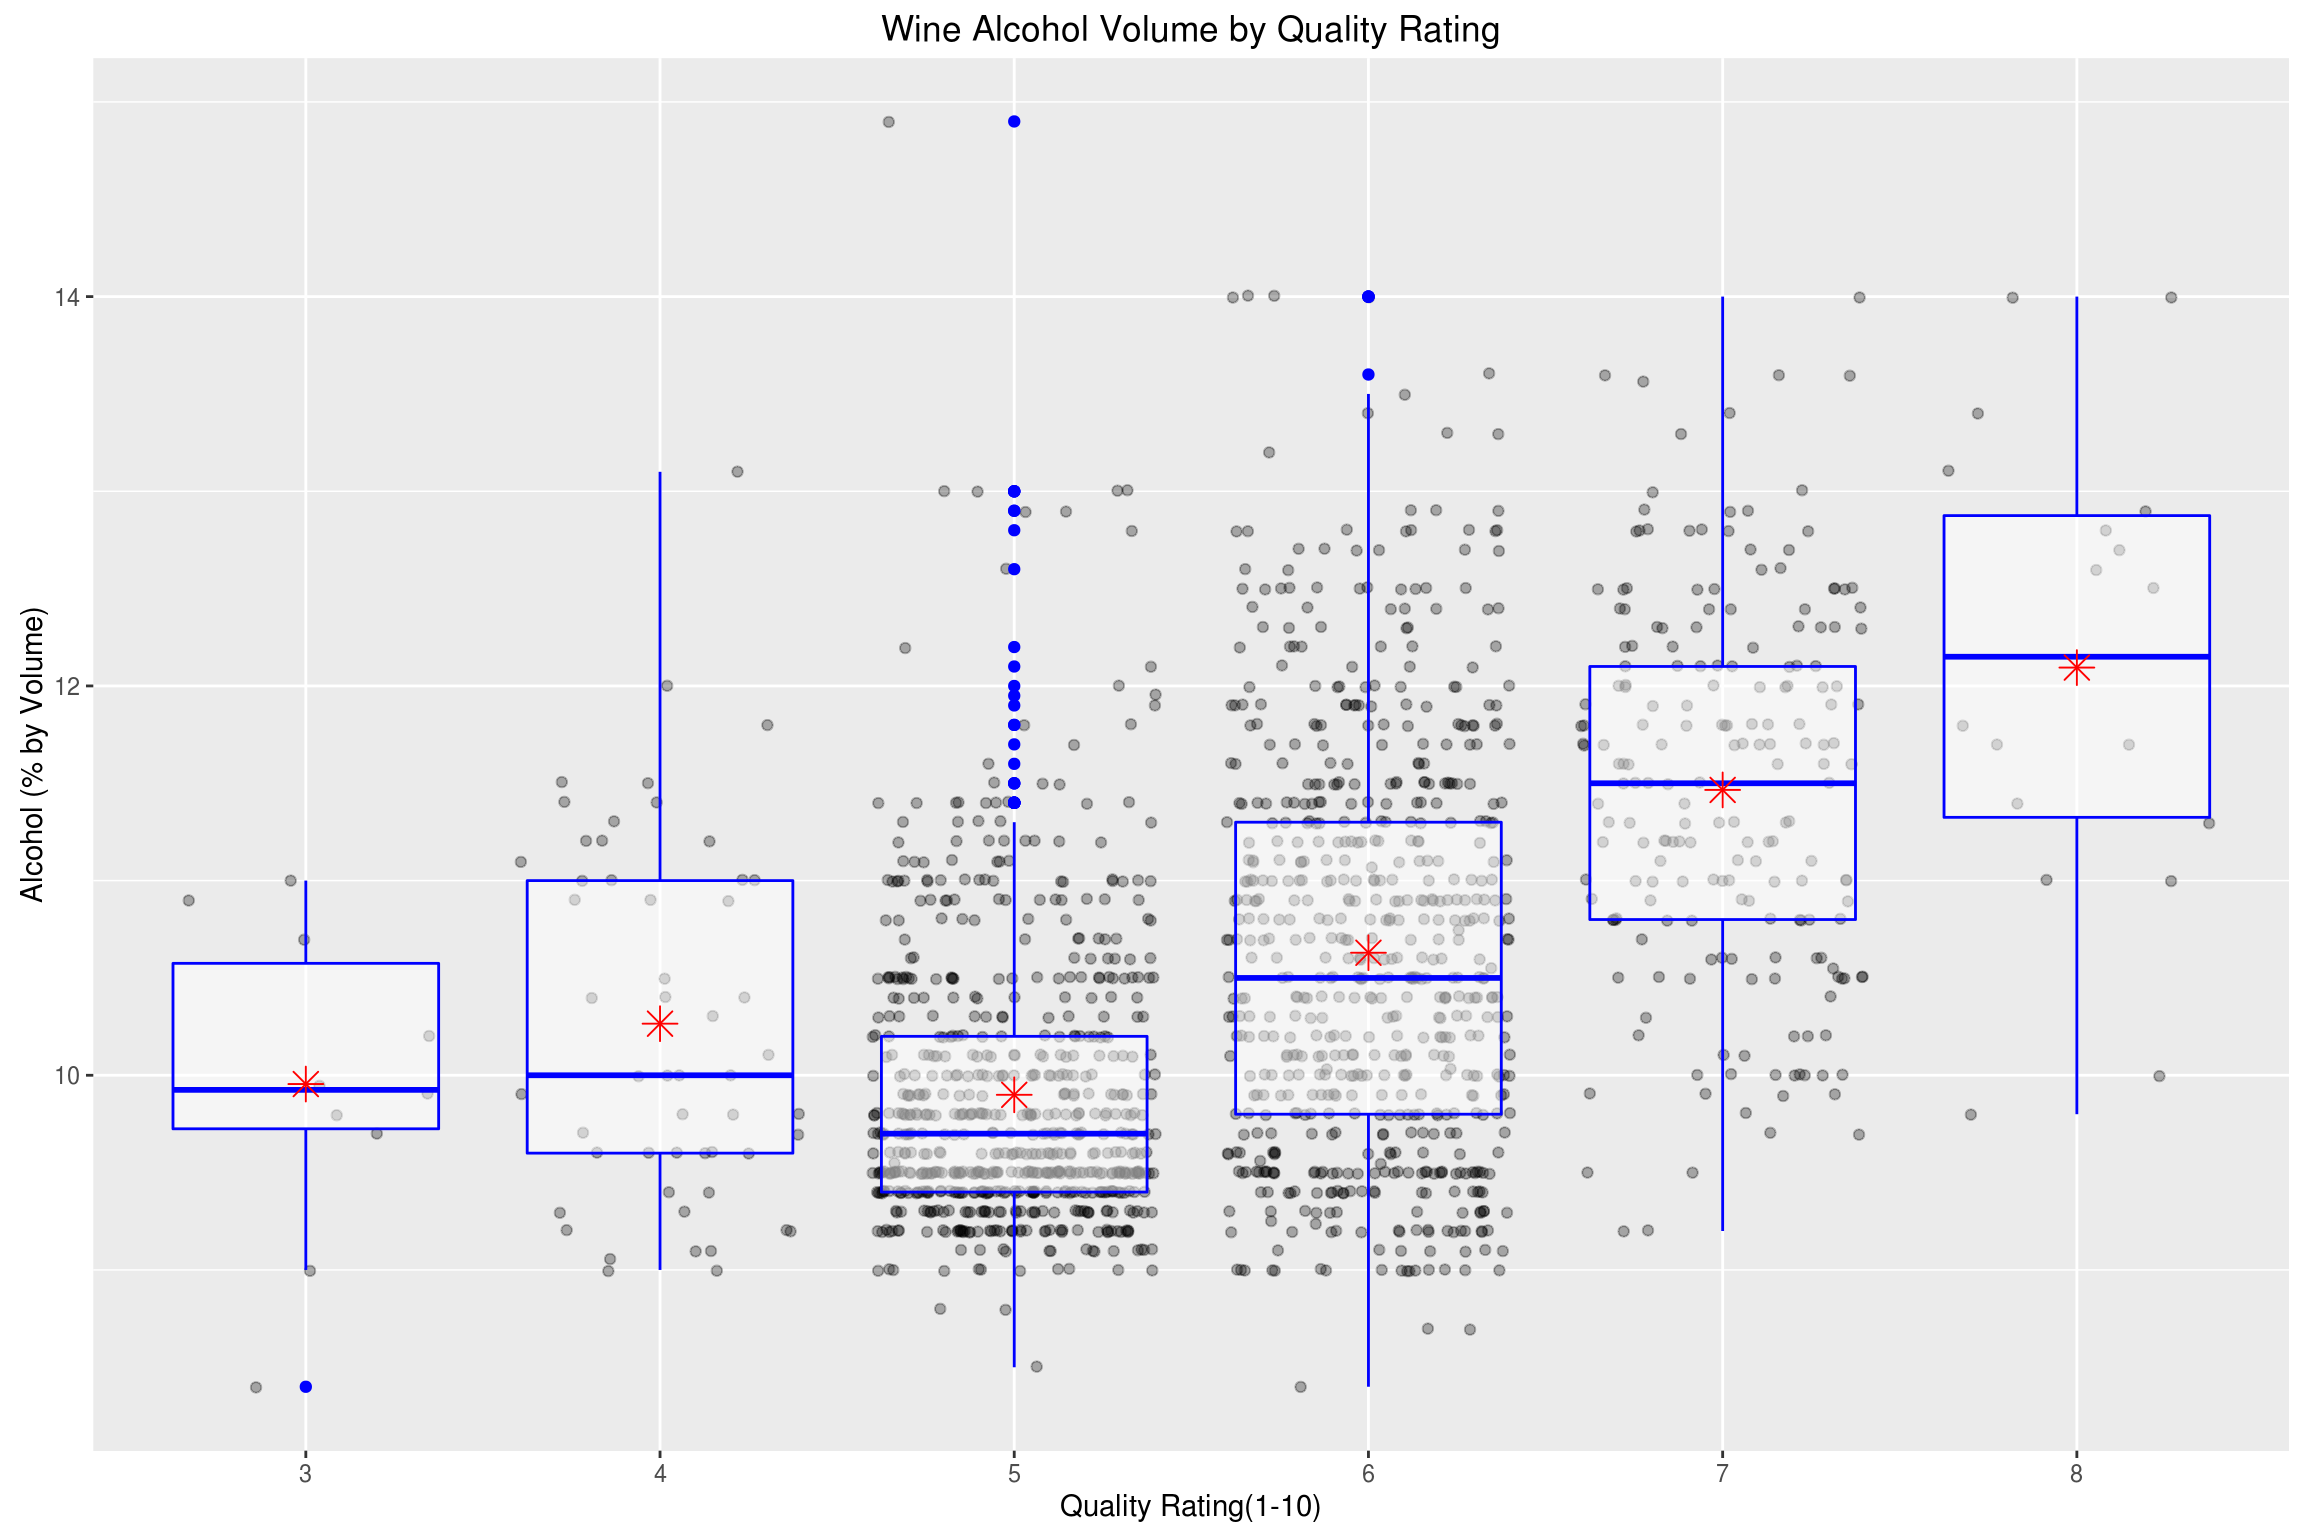 Wine Alcohol Volume by Quality Rating
Alcohol (% by Volume)
14
12
10
3 4 5 6 7 8
Quality Rating(1-10)